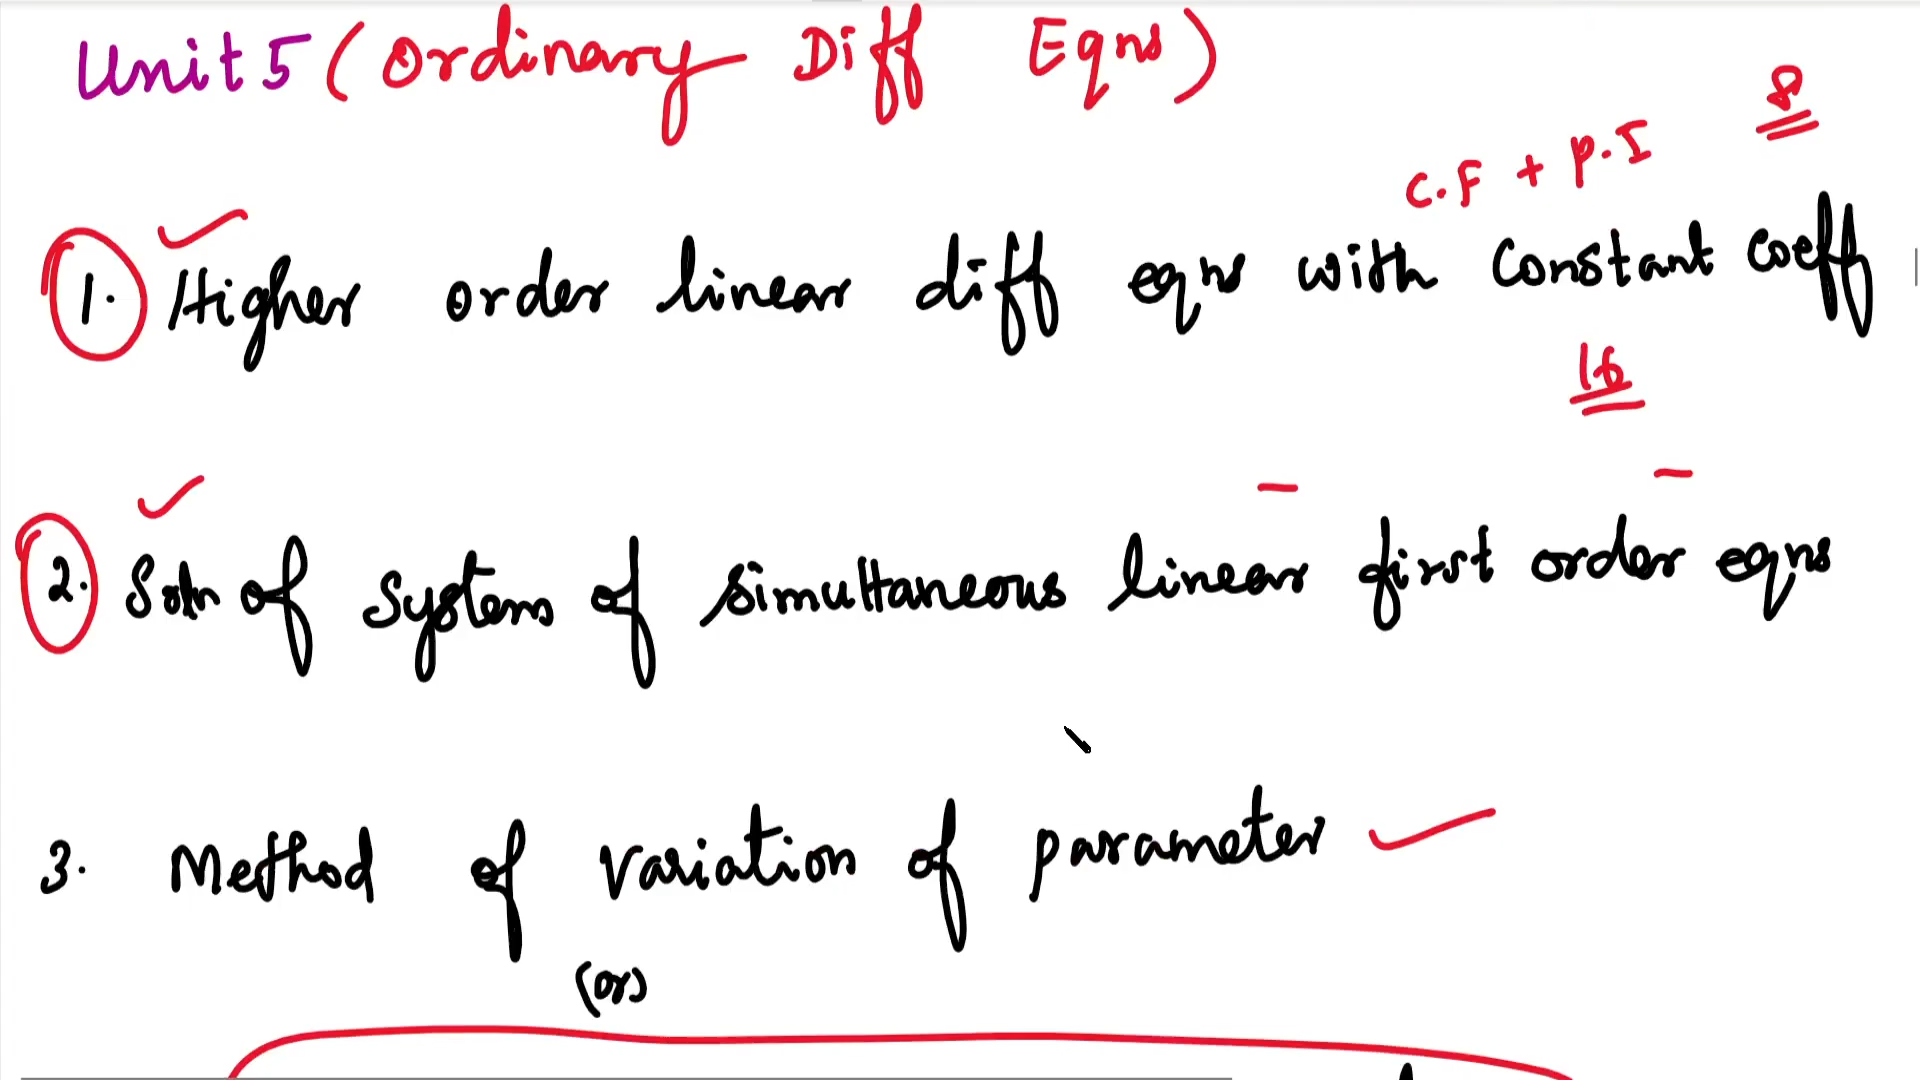 Unit 5 (Ordinary Diff Eqns)
8
C.F + P.I
1. Higher order linear diff eqns with constant coeff
16
2. Soln of system of simultaneous linear first order eqns
3. Method of variation of parameter
(or)